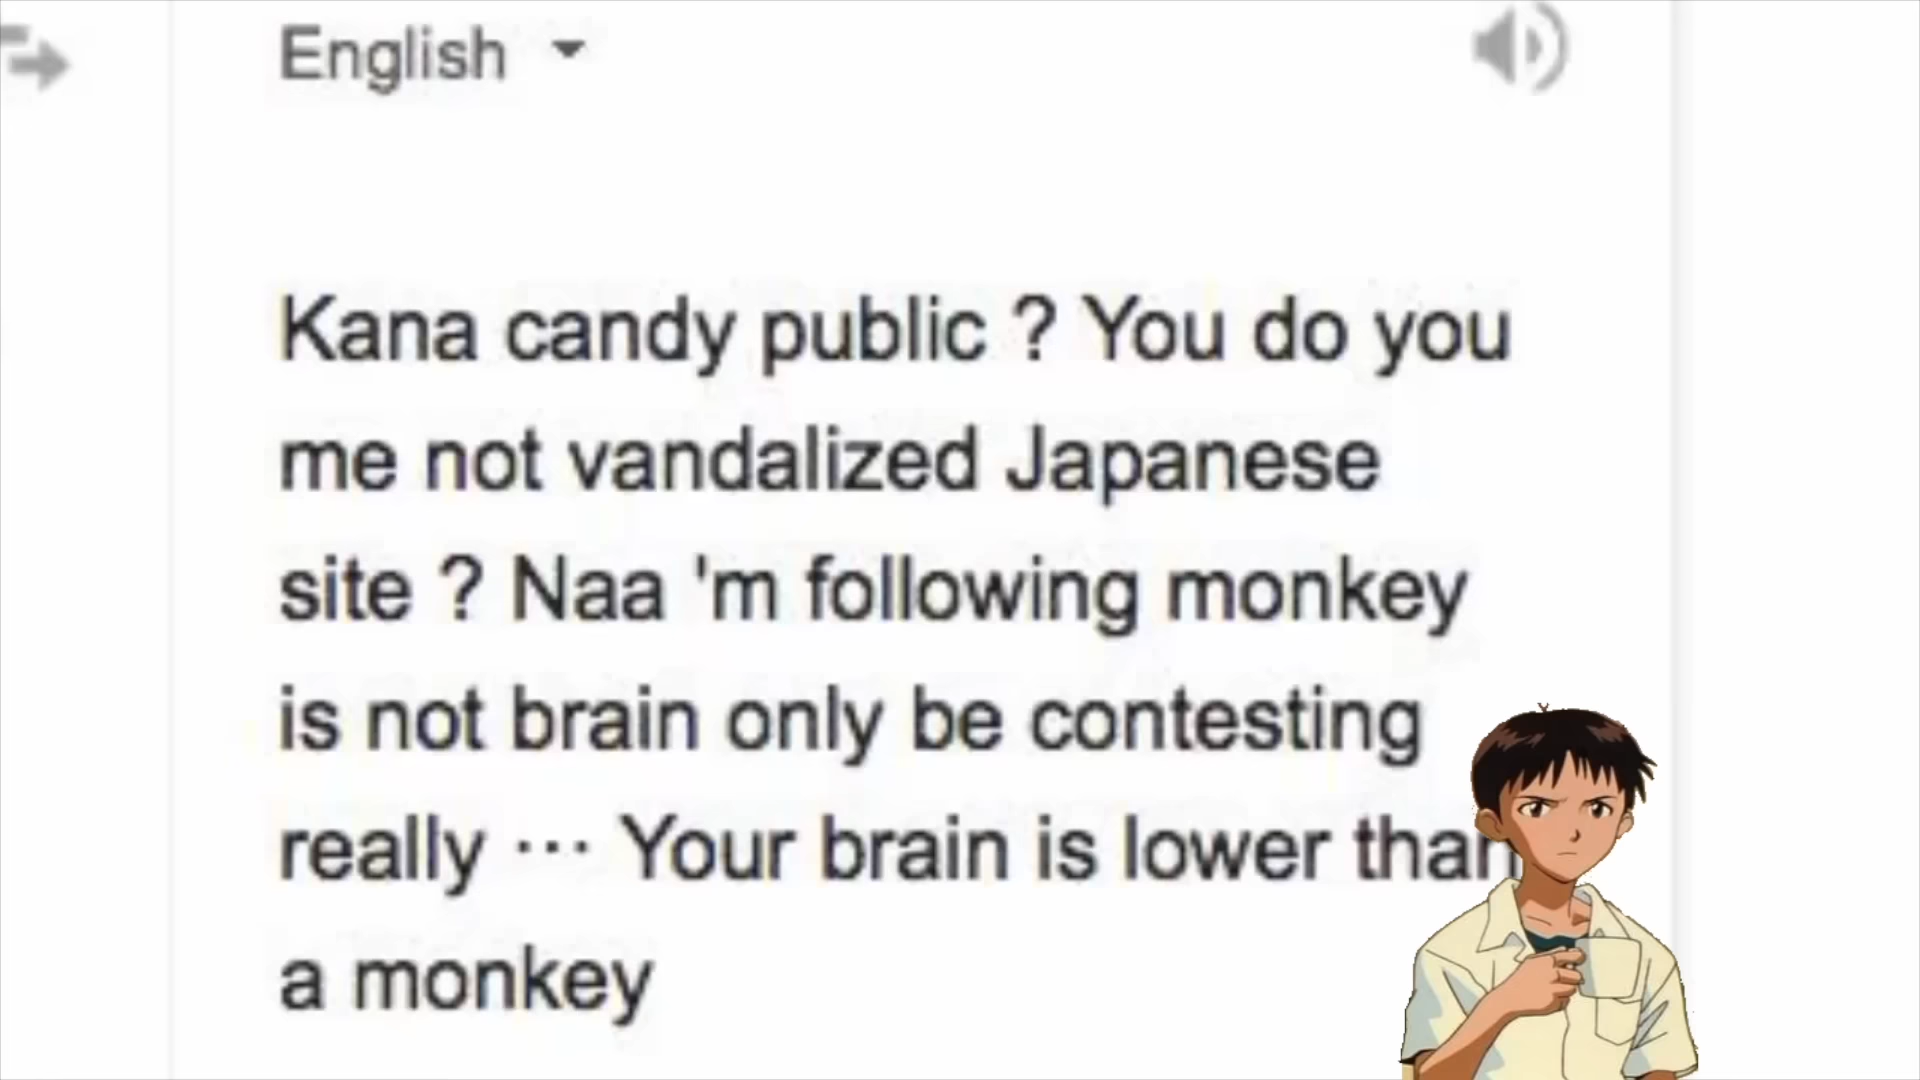 English
Kana candy public ? You do you
me not vandalized Japanese
site ? Naa 'm following monkey
is not brain only be contesting
really ··· Your brain is lower than
a monkey